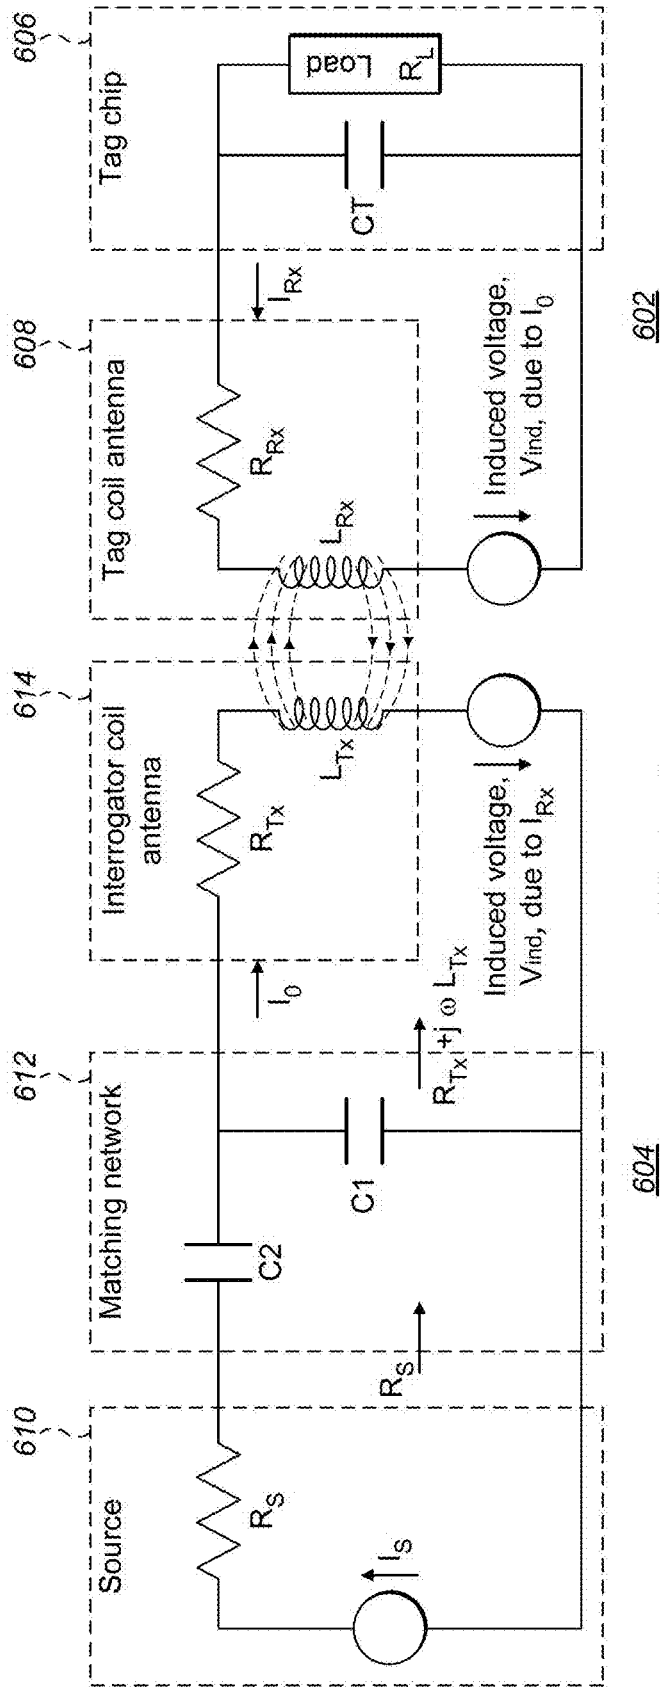 610
Source
R_S
I_S
R_S
612
Matching network
C2
C1
R_Tx +j ω L_Tx
I_0
614
Interrogator coil
antenna
R_Tx
L_Tx
Induced voltage,
V_ind, due to I_Rx
604
608
Tag coil antenna
R_Rx
L_Rx
I_Rx
Induced voltage,
V_ind, due to I_0
606
Tag chip
CT
Load
R_L
602